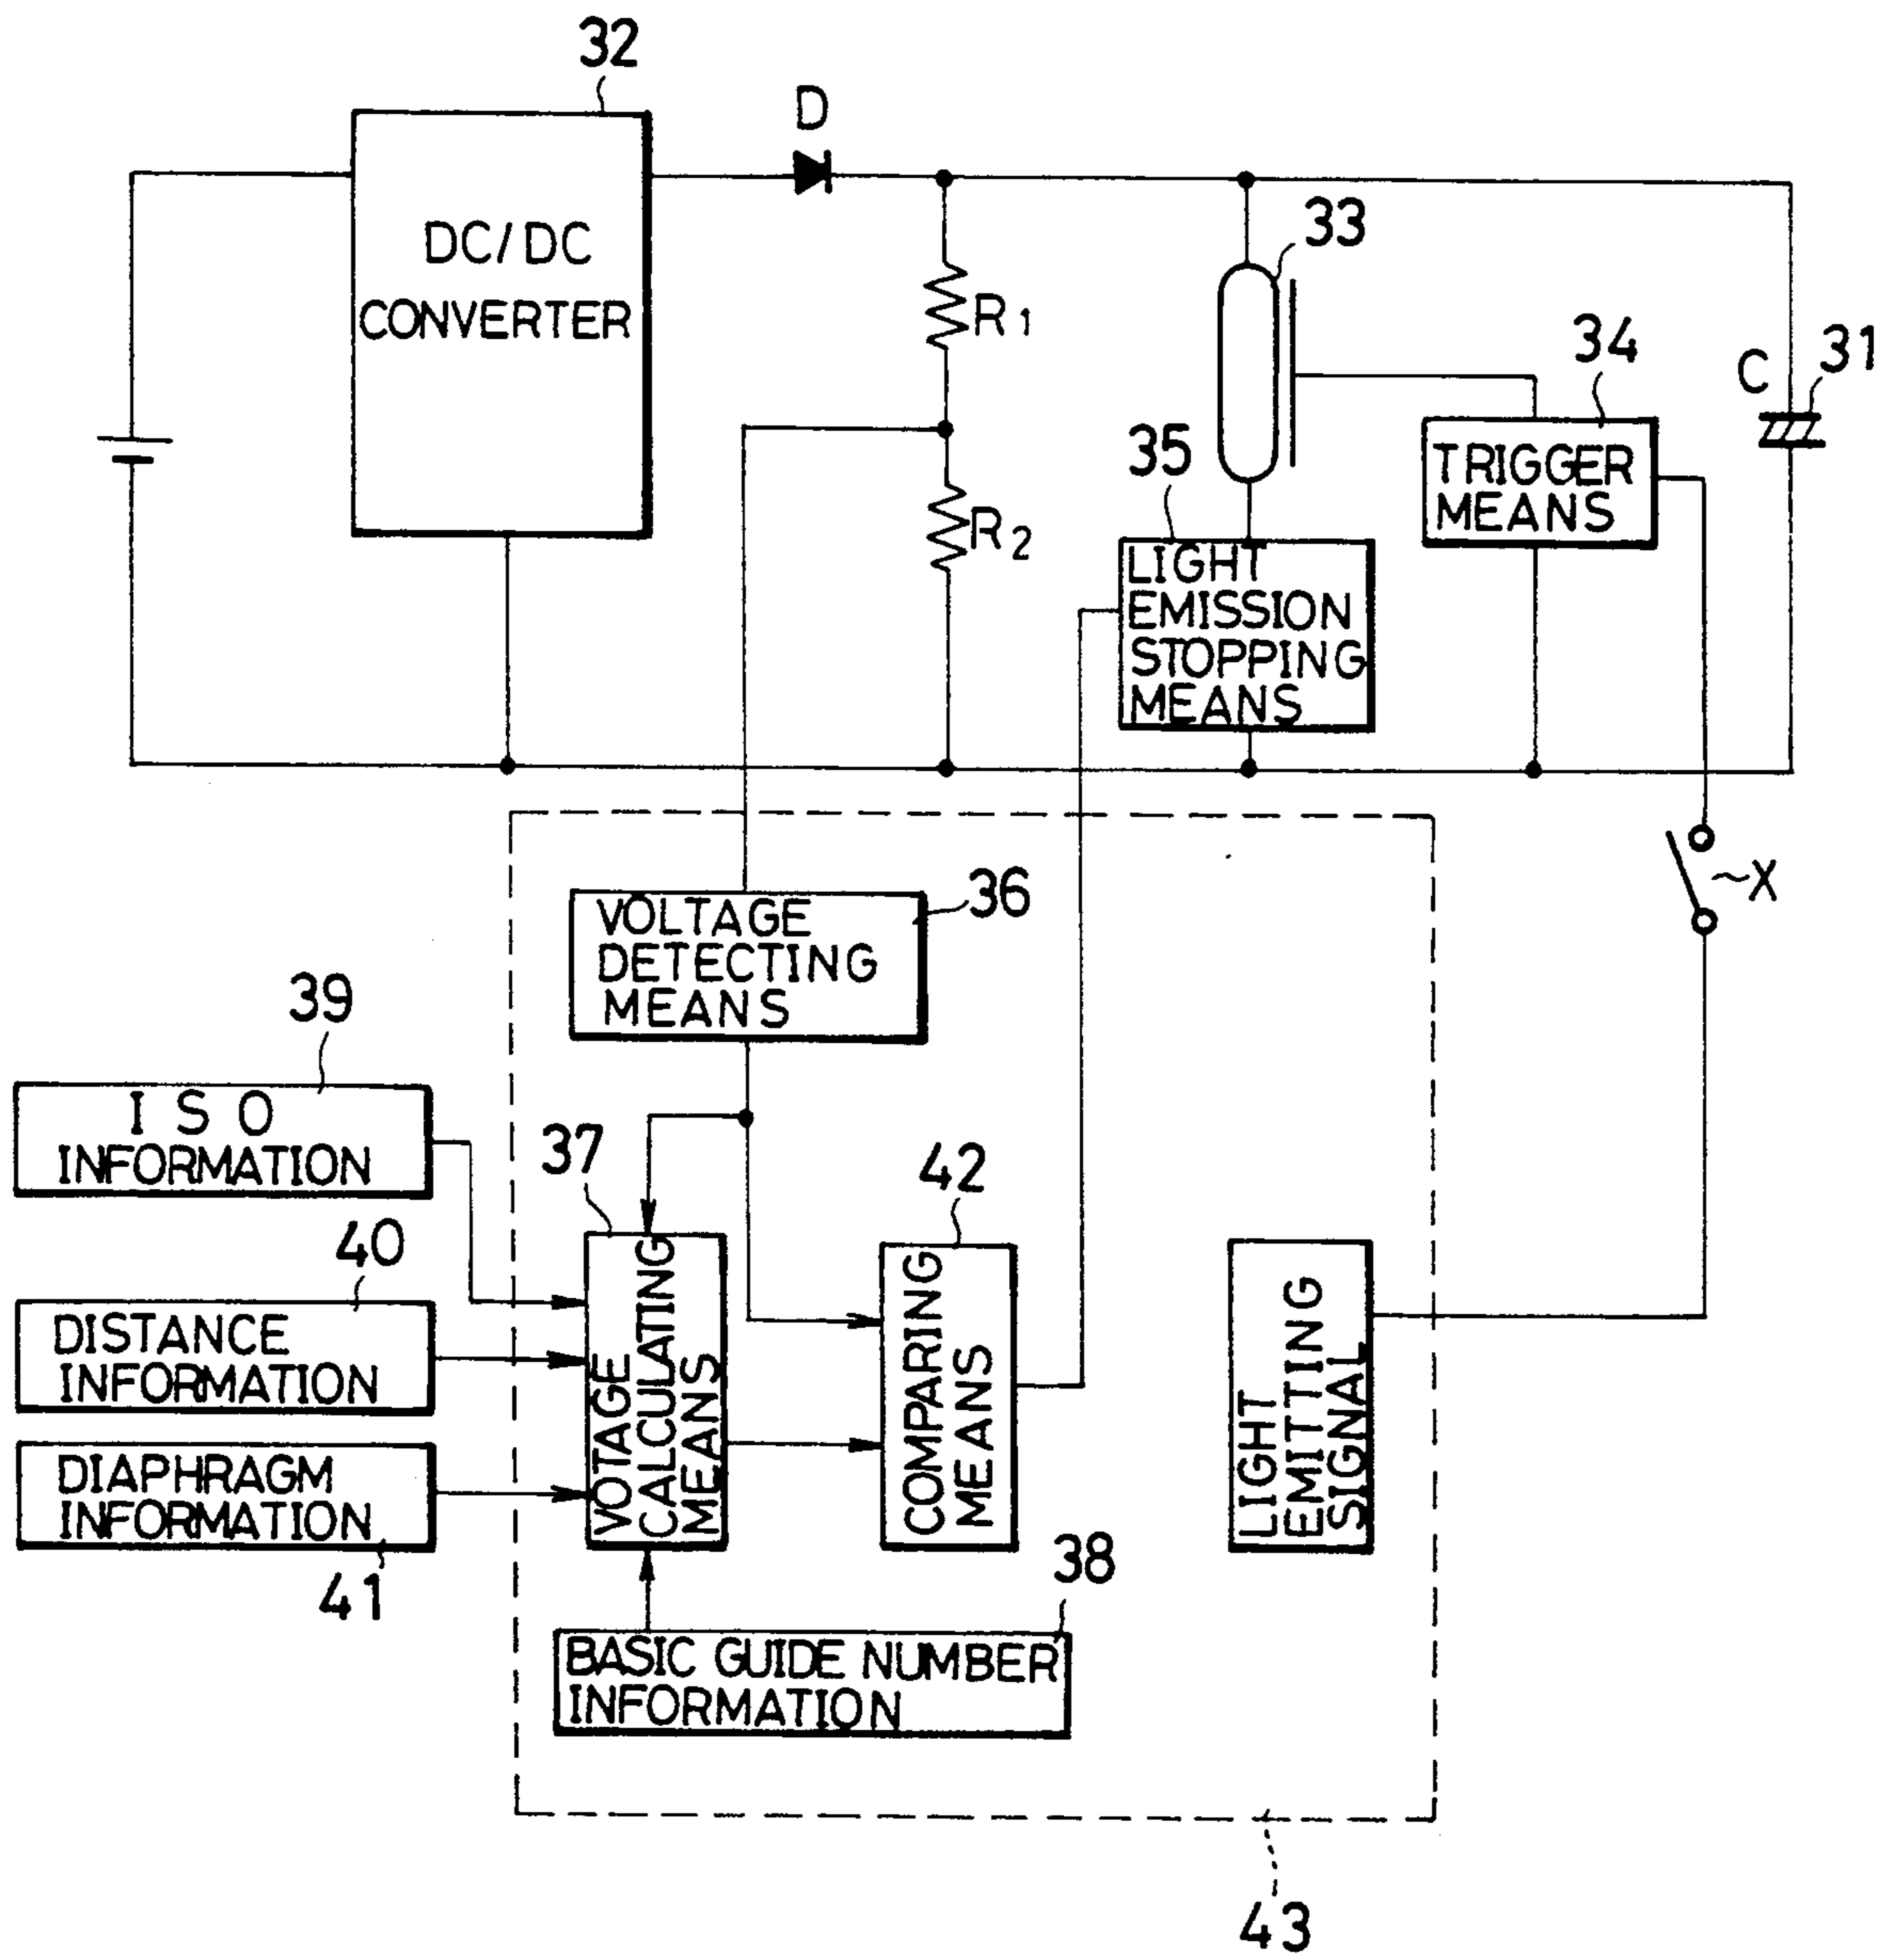 32
D
DC/DC
CONVERTER
33
R1
34
C
31
35
TRIGGER
MEANS
R2
LIGHT
EMISSION
STOPPING
MEANS
X
36
VOLTAGE
DETECTING
MEANS
39
I S O
INFORMATION
37
42
40
DISTANCE
INFORMATION
VOTAGE
CALCULATING
MEANS
COMPARING
MEANS
LIGHT
EMITTING
SIGNAL
DIAPHRAGM
INFORMATION
41
38
BASIC GUIDE NUMBER
INFORMATION
43